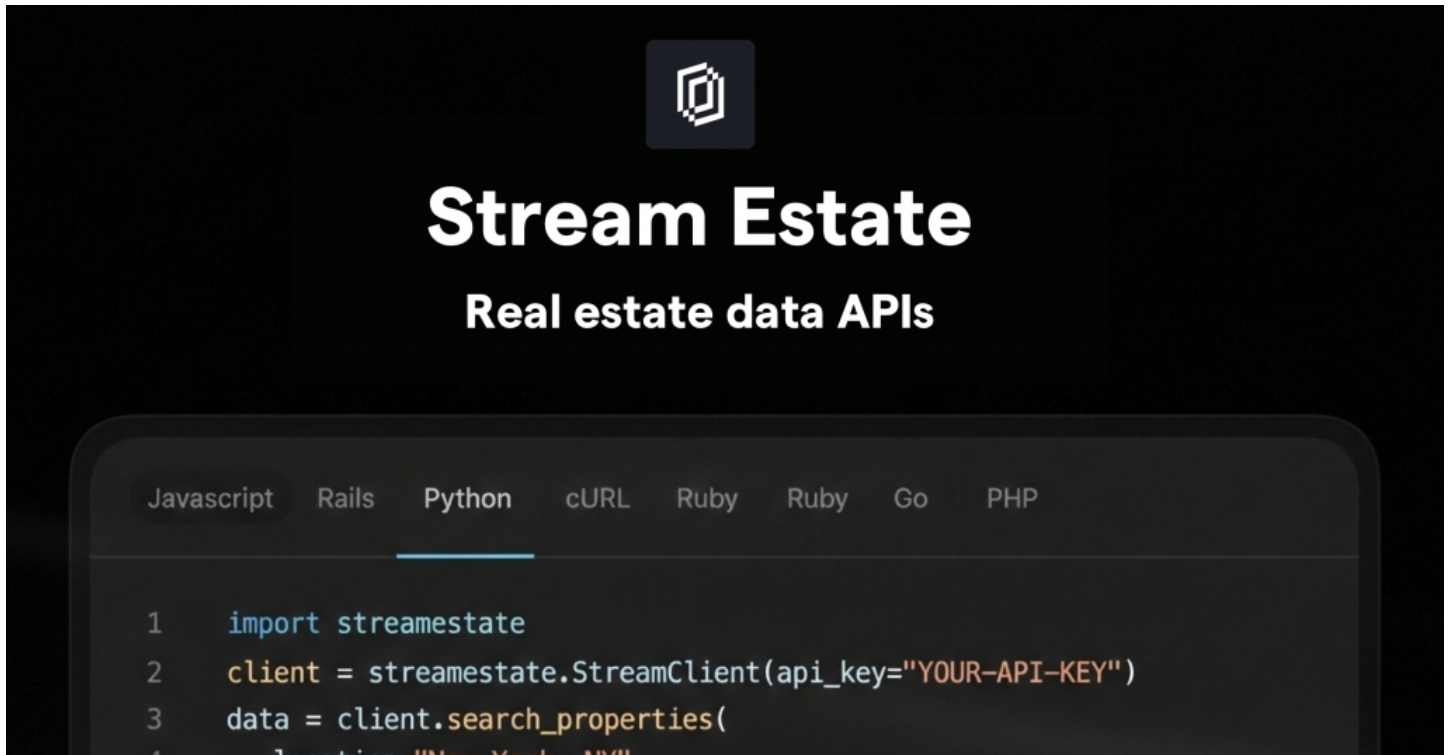 Stream Estate
Real estate data APIs
Javascript Rails Python cURL Ruby Ruby Go PHP
1 import streamestate
2 client = streamestate.StreamClient(api_key="YOUR-API-KEY")
3 data = client.search_properties(